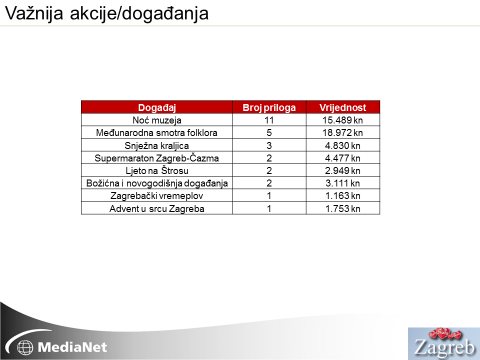 Važnija akcije/događanja
Događaj Broj priloga Vrijednost
Noć muzeja 11 15.489 kn
Međunarodna smotra folklora 5 18.972 kn
Snježna kraljica 3 4.830 kn
Supermaraton Zagreb-Čazma 2 4.477 kn
Ljeto na Štrosu 2 2.949 kn
Božićna i novogodišnja događanja 2 3.111 kn
Zagrebački vremeplov 1 1.163 kn
Advent u srcu Zagreba 1 1.753 kn
MediaNet
Zagreb